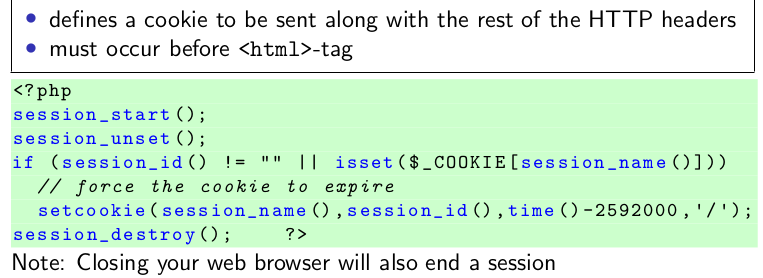 • defines a cookie to be sent along with the rest of the HTTP headers
• must occur before <html>-tag
<?php
session_start();
session_unset();
if (session_id() != "" || isset($_COOKIE[session_name()]))
  // force the cookie to expire
  setcookie(session_name(),session_id(),time()-2592000,'/');
session_destroy();    ?>
Note: Closing your web browser will also end a session